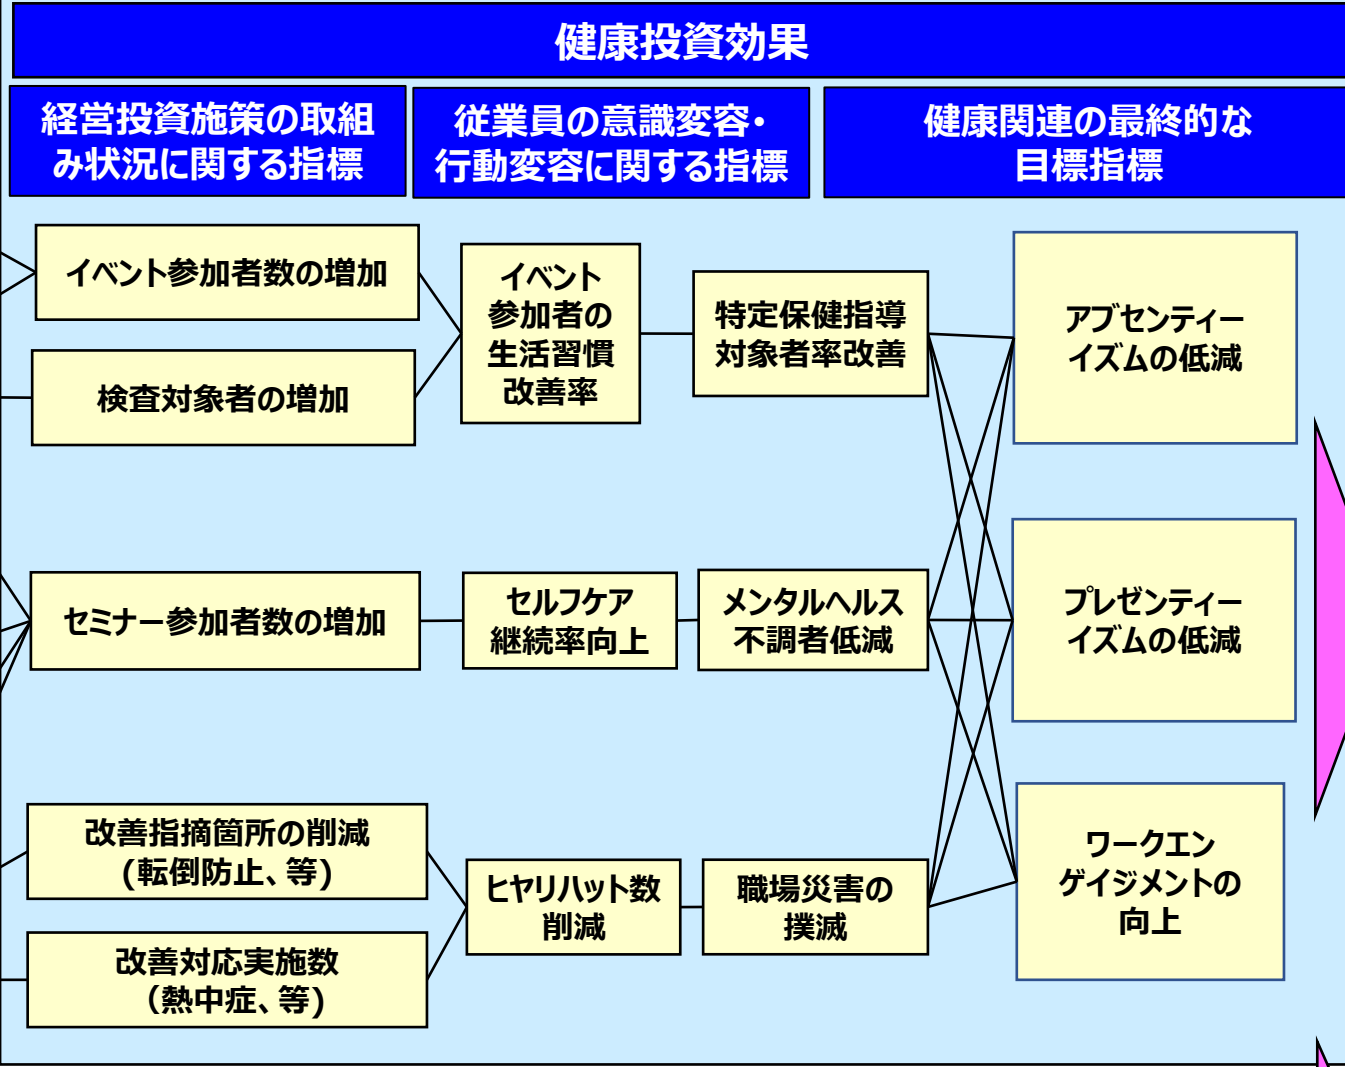 健康投資効果
経営投資施策の取組
み状況に関する指標
従業員の意識変容・
行動変容に関する指標
健康関連の最終的な
目標指標
イベント参加者数の増加
検査対象者の増加
イベント
参加者の
生活習慣
改善率
特定保健指導
対象者率改善
アブセンティー
イズムの低減
セミナー参加者数の増加
セルフケア
継続率向上
メンタルヘルス
不調者低減
プレゼンティー
イズムの低減
改善指摘箇所の削減
(転倒防止、等)
改善対応実施数
（熱中症、等)
ヒヤリハット数
削減
職場災害の
撲滅
ワークエン
ゲイジメントの
向上